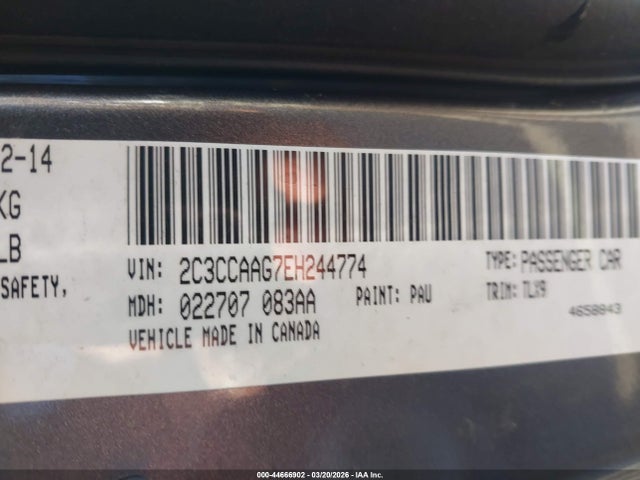 2-14
KG
LB
SAFETY,
VIN: 2C3CCAAG7EH244774
TYPE: PASSENGER CAR
MDH: 022707 083AA
PAINT: PAU
TRIM: TLX9
VEHICLE MADE IN CANADA
4658843
000-44666902 - 03/20/2026 - IAA Inc.